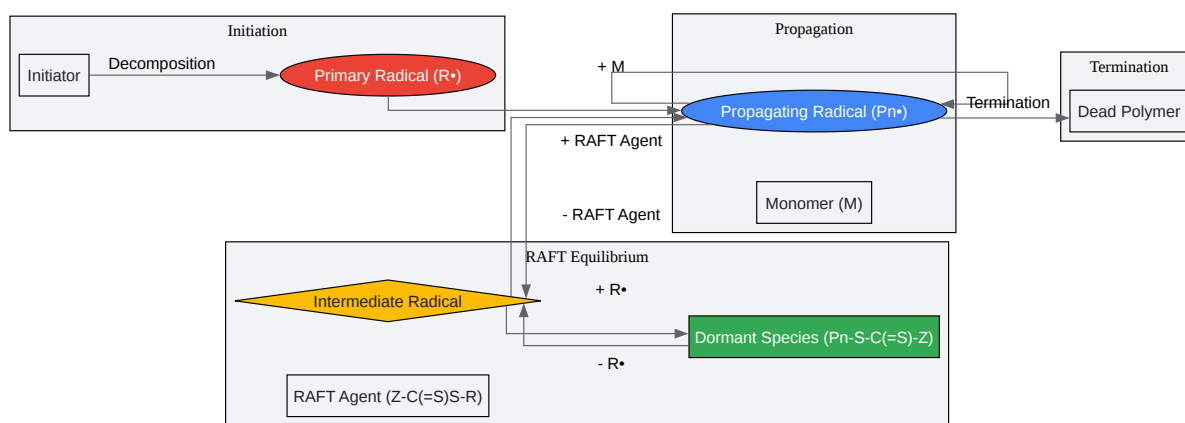 Initiation
Initiator
Decomposition
Primary Radical (R•)
Propagation
+ M
Propagating Radical (Pn•)
Monomer (M)
Termination
Termination
Dead Polymer
+ RAFT Agent
- RAFT Agent
RAFT Equilibrium
Intermediate Radical
+ R•
- R•
Dormant Species (Pn-S-C(=S)-Z)
RAFT Agent (Z-C(=S)S-R)